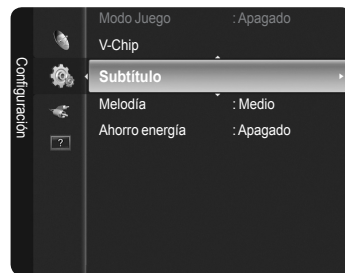 Modo Juego : Apagado
V-Chip
Subtítulo
Melodía : Medio
Ahorro energía : Apagado
Configuración
?